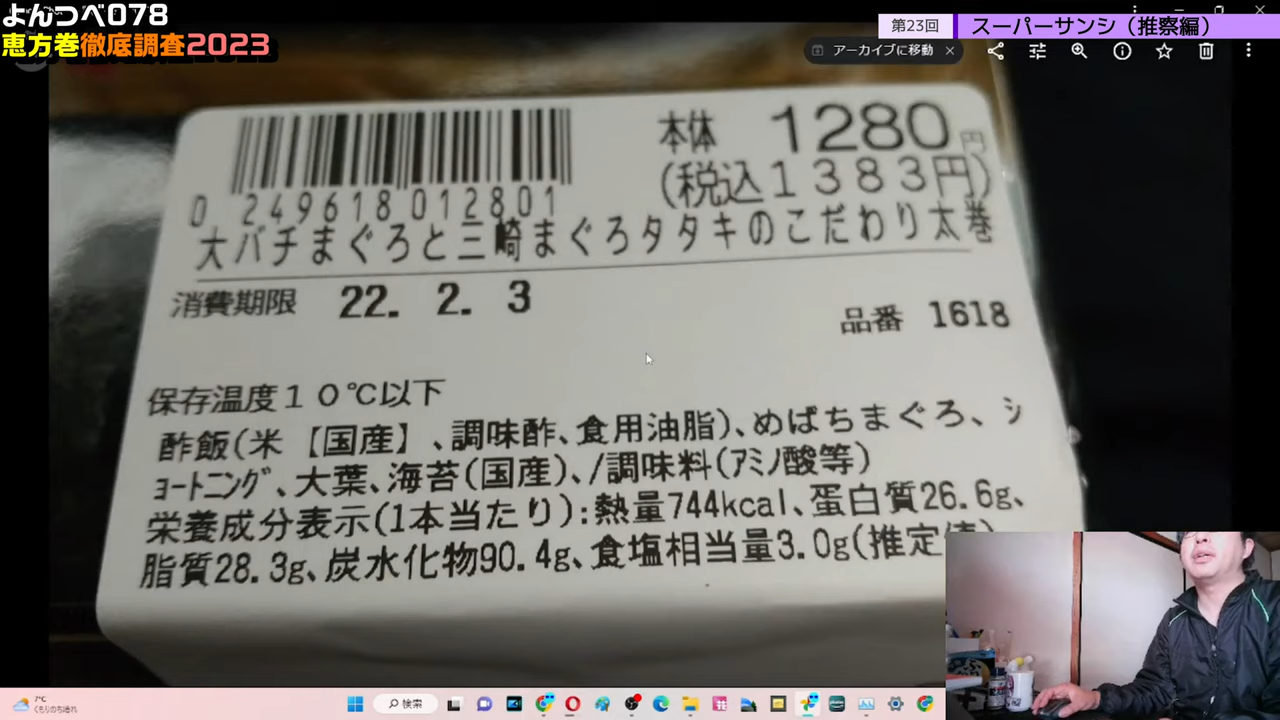 よんつべ078
恵方巻徹底調査2023
第23回
スーパーサンシ（推察編）
アーカイブに移動
本体 1280円
(税込1383円)
0 249618 012801
大バチまぐろと三崎まぐろタタキのこだわり太巻
消費期限 22. 2. 3
品番 1618
保存温度10℃以下
酢飯(米【国産】、調味酢、食用油脂)、めばちまぐろ、シ
ョートニング、大葉、海苔(国産)、/調味料(アミノ酸等)
栄養成分表示(1本当たり):熱量744kcal、蛋白質26.6g、
脂質28.3g、炭水化物90.4g、食塩相当量3.0g(推定値)
7°C
くもりのち晴れ
検索